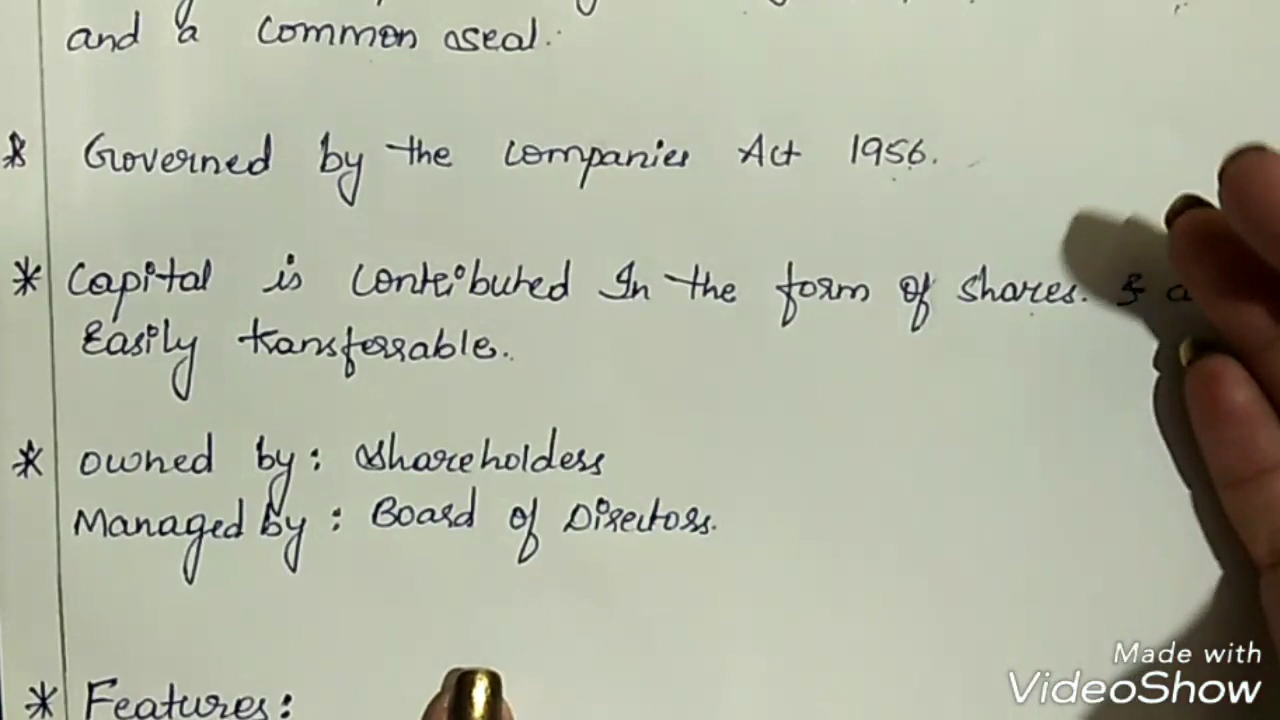 and a common seal.
* Governed by the Companies Act 1956.
* Capital is contributed In the form of shares. &
Easily transferrable.
* owned by: shareholders
Managed by: Board of Directors.
* Features:
Made with
VideoShow